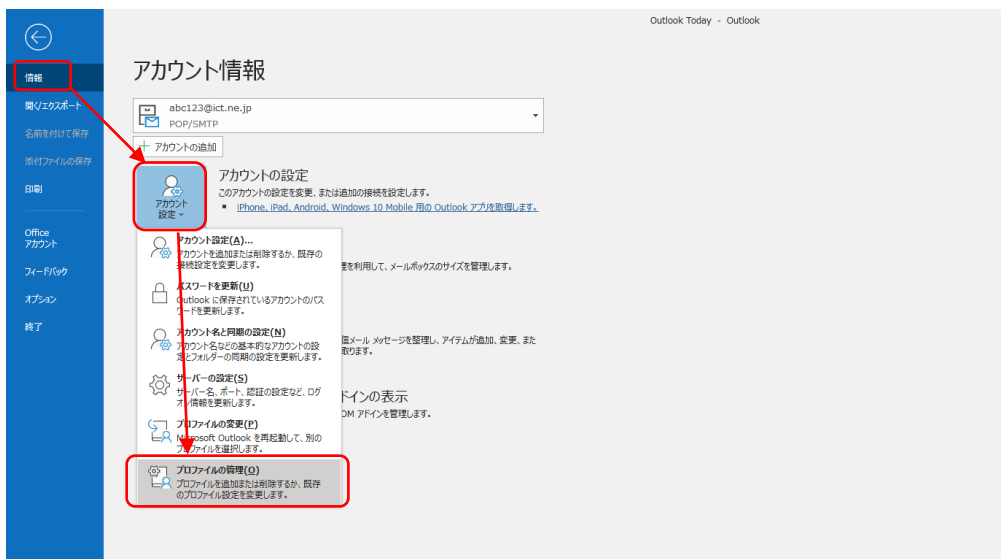 Outlook Today - Outlook
情報
開く/エクスポート
名前を付けて保存
添付ファイルの保存
印刷
Office
アカウント
フィードバック
オプション
終了
アカウント情報
abc123@ict.ne.jp
POP/SMTP
アカウントの追加
アカウント
設定
アカウントの設定
このアカウントの設定を変更、または追加の接続を設定します。
iPhone、iPad、Android、Windows 10 Mobile 用の Outlook アプリを取得します。
アカウント設定(A)...
アカウントを追加または削除するか、既存の
接続設定を変更します。
パスワードを更新(U)
Outlook に保存されているアカウントのパス
ワードを更新します。
アカウント名と同期の設定(N)
アカウント名などの基本的なアカウントの設
定とフォルダーの同期の設定を更新します。
サーバーの設定(S)
サーバー名、ポート、認証の設定など、ログ
オン情報を更新します。
プロファイルの変更(P)
Microsoft Outlook を再起動して、別の
プロファイルを選択します。
プロファイルの管理(O)
プロファイルを追加または削除するか、既存
のプロファイル設定を変更します。
を利用して、メールボックスのサイズを管理します。
メール メッセージを整理し、アイテムが追加、変更、また
取ります。
ドインの表示
OM アドインを管理します。